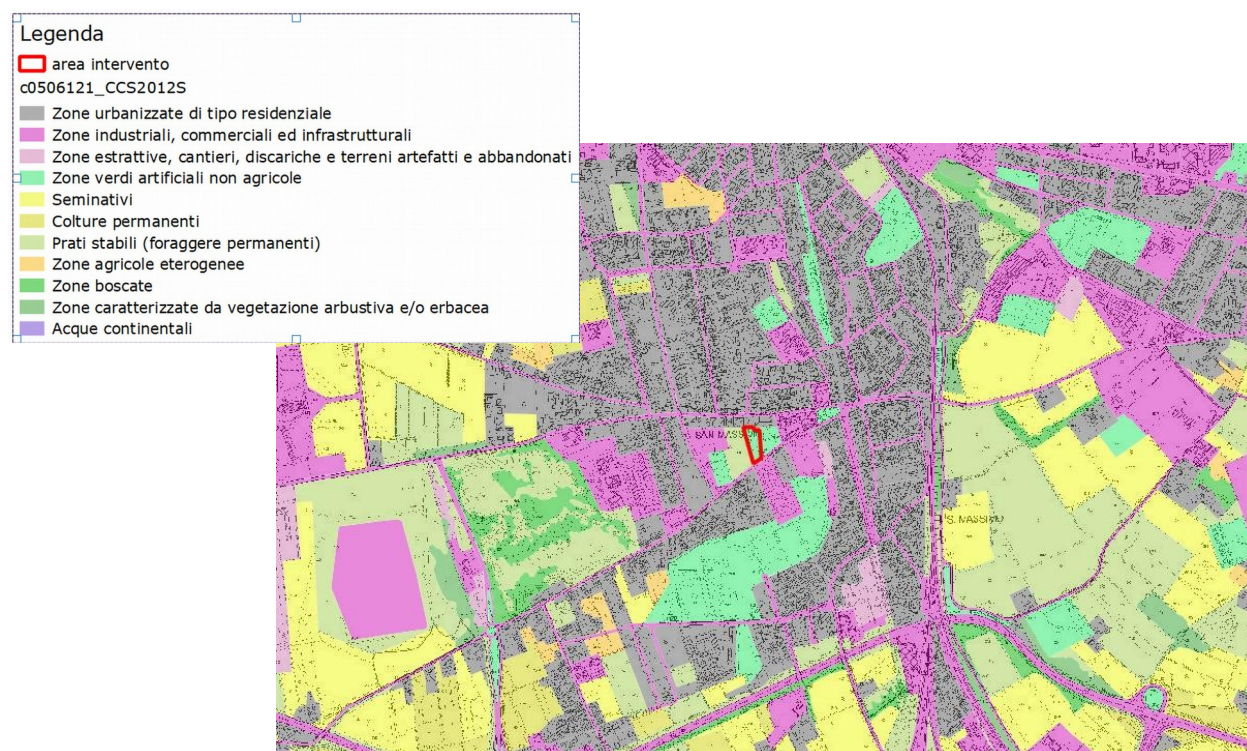 Legenda
area intervento
c0506121_CCS2012S
Zone urbanizzate di tipo residenziale
Zone industriali, commerciali ed infrastrutturali
Zone estrattive, cantieri, discariche e terreni artefatti e abbandonati
Zone verdi artificiali non agricole
Seminativi
Colture permanenti
Prati stabili (foraggere permanenti)
Zone agricole eterogenee
Zone boscate
Zone caratterizzate da vegetazione arbustiva e/o erbacea
Acque continentali
SAN MASSIMO
S. MASSIMO